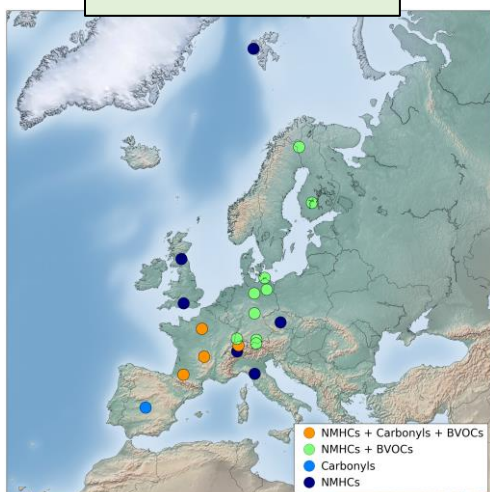 NMHCs + Carbonyls + BVOCs
NMHCs + BVOCs
Carbonyls
NMHCs